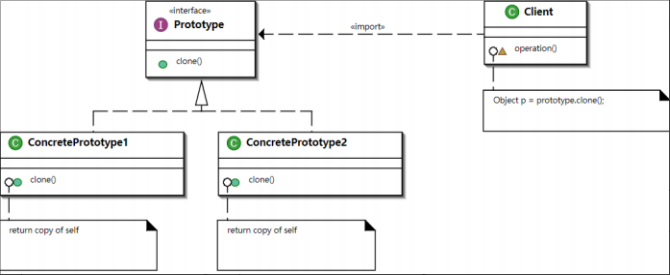 «interface»
I Prototype
clone()
«import»
C Client
operation()
Object p = prototype.clone();
C ConcretePrototype1
clone()
return copy of self
C ConcretePrototype2
clone()
return copy of self